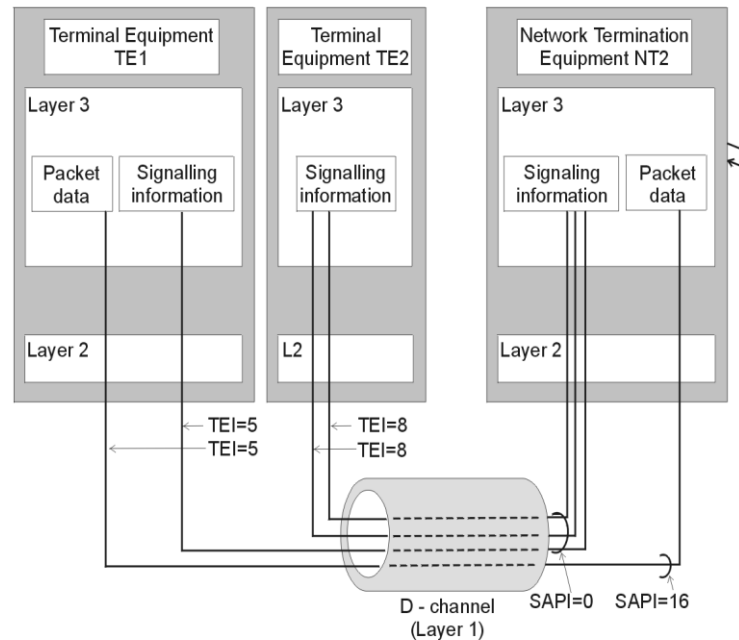 Terminal Equipment
TE1
Layer 3
Packet
data
Signalling
information
Layer 2
Terminal
Equipment TE2
Layer 3
Signalling
information
L2
Network Termination
Equipment NT2
Layer 3
Signaling
information
Packet
data
Layer 2
TEI=5
TEI=5
TEI=8
TEI=8
SAPI=0
SAPI=16
D - channel
(Layer 1)